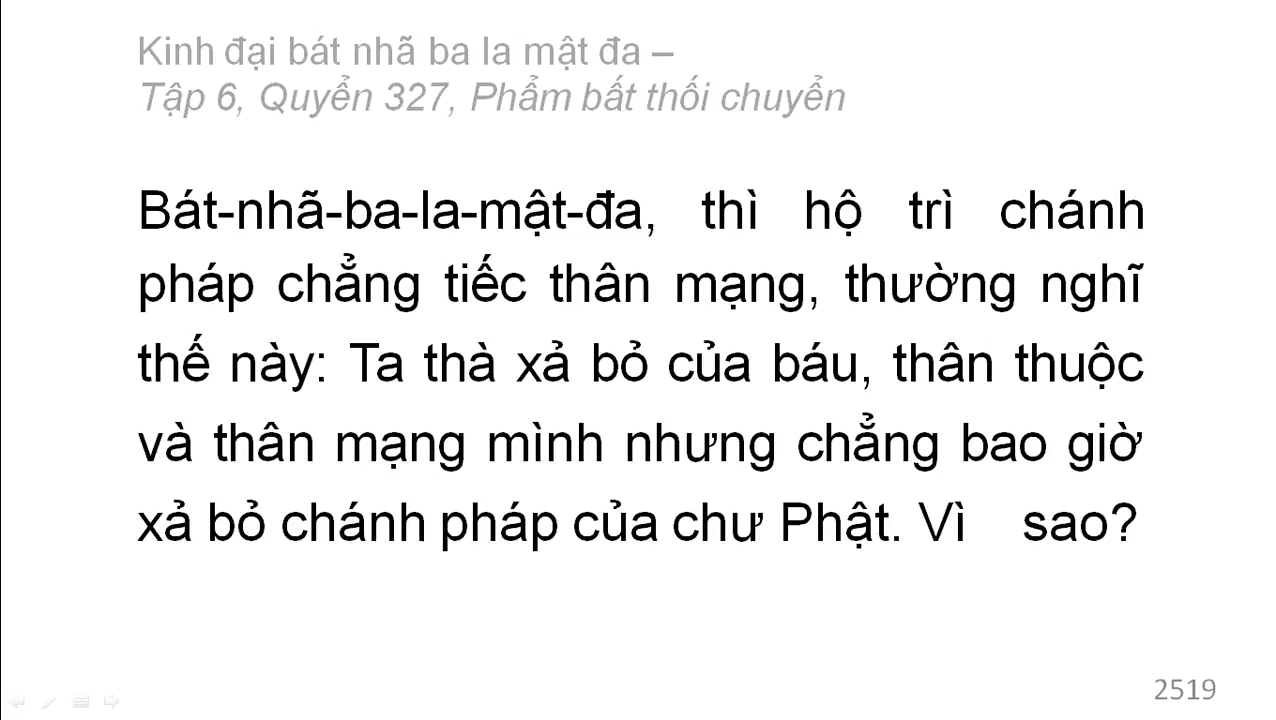 Kinh đại bát nhã ba la mật đa –
Tập 6, Quyển 327, Phẩm bất thối chuyển
Bát-nhã-ba-la-mật-đa, thì hộ trì chánh
pháp chẳng tiếc thân mạng, thường nghĩ
thế này: Ta thà xả bỏ của báu, thân thuộc
và thân mạng mình nhưng chẳng bao giờ
xả bỏ chánh pháp của chư Phật. Vì sao?
2519